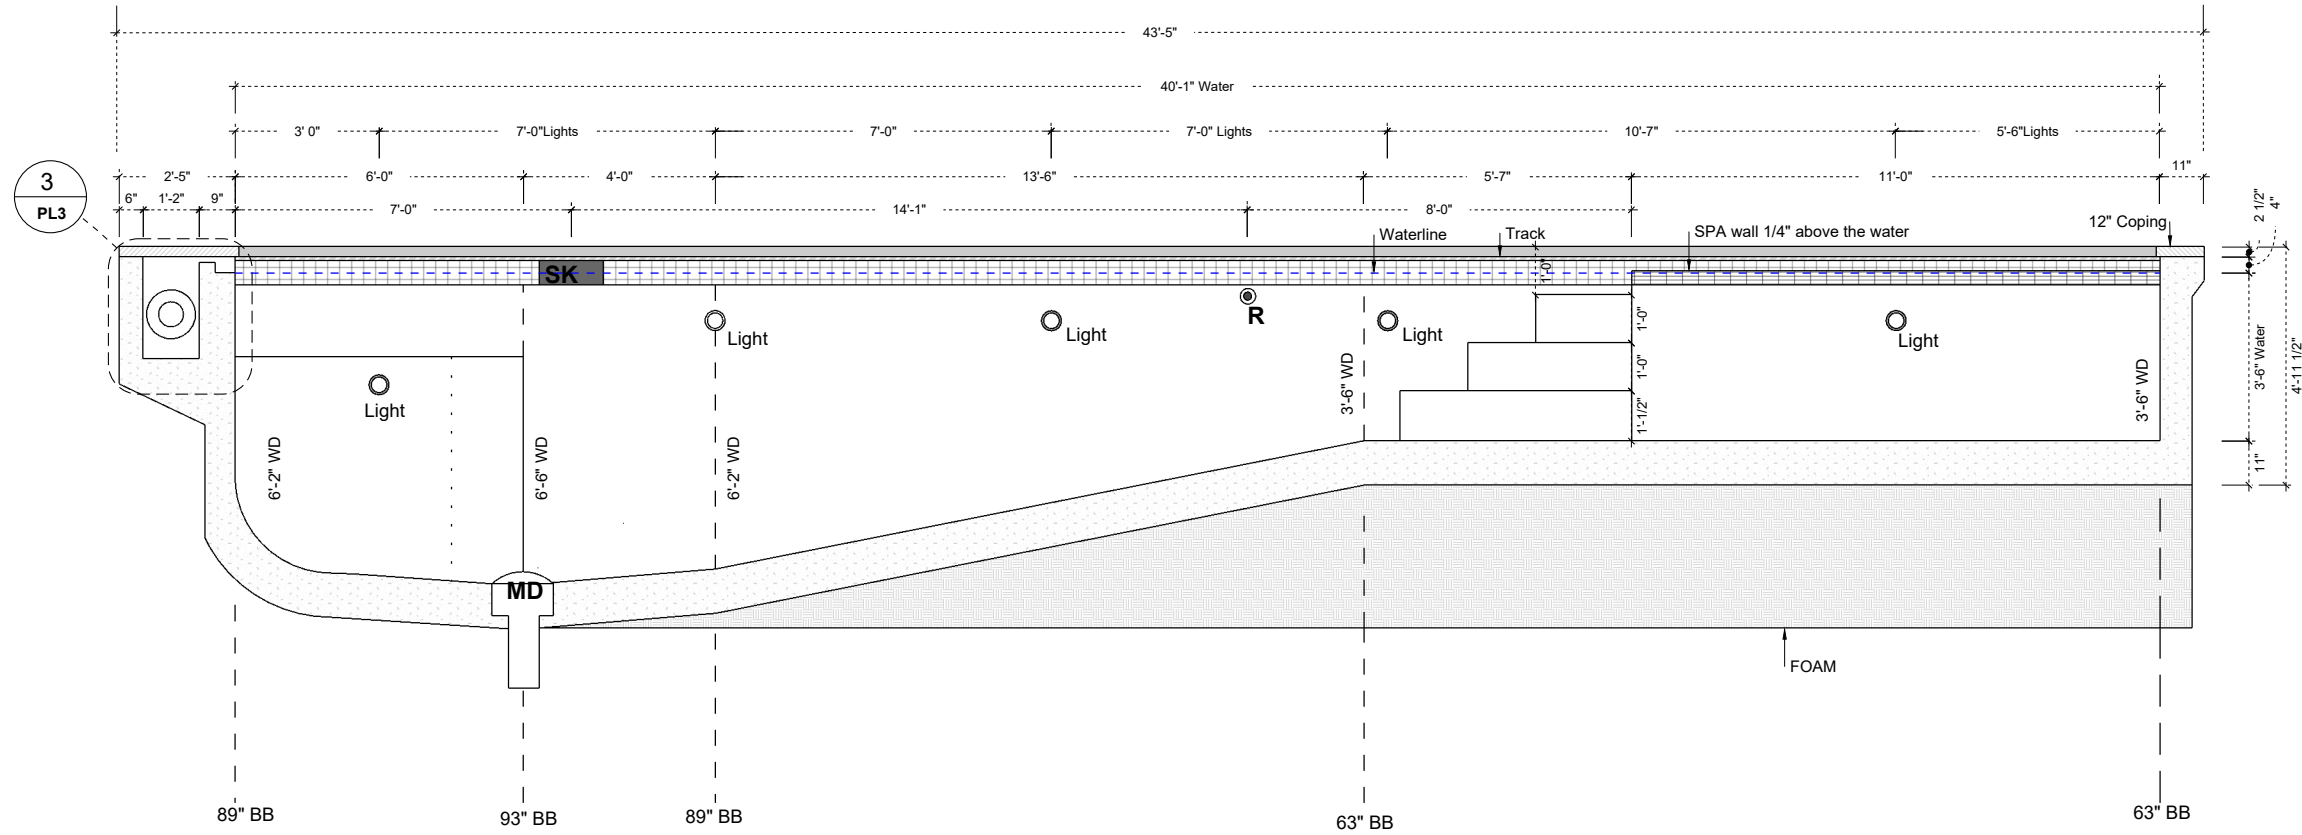 43'-5"
40'-1" Water
3' 0"
7'-0"Lights
7'-0"
7'-0" Lights
10'-7"
5'-6"Lights
3
PL3
2'-5"
6'-0"
4'-0"
13'-6"
5'-7"
11'-0"
11"
6"
1'-2"
9"
7'-0"
14'-1"
8'-0"
2 1/2"
4"
12" Coping
Waterline
Track
SPA wall 1/4" above the water
SK
1'-0"
R
Light
Light
Light
Light
Light
1'-0"
1'-0"
1'-1/2"
3'-6" Water
4'-11 1/2"
11"
6'-2" WD
6'-6" WD
6'-2" WD
3'-6" WD
3'-6" WD
MD
FOAM
89" BB
93" BB
89" BB
63" BB
63" BB